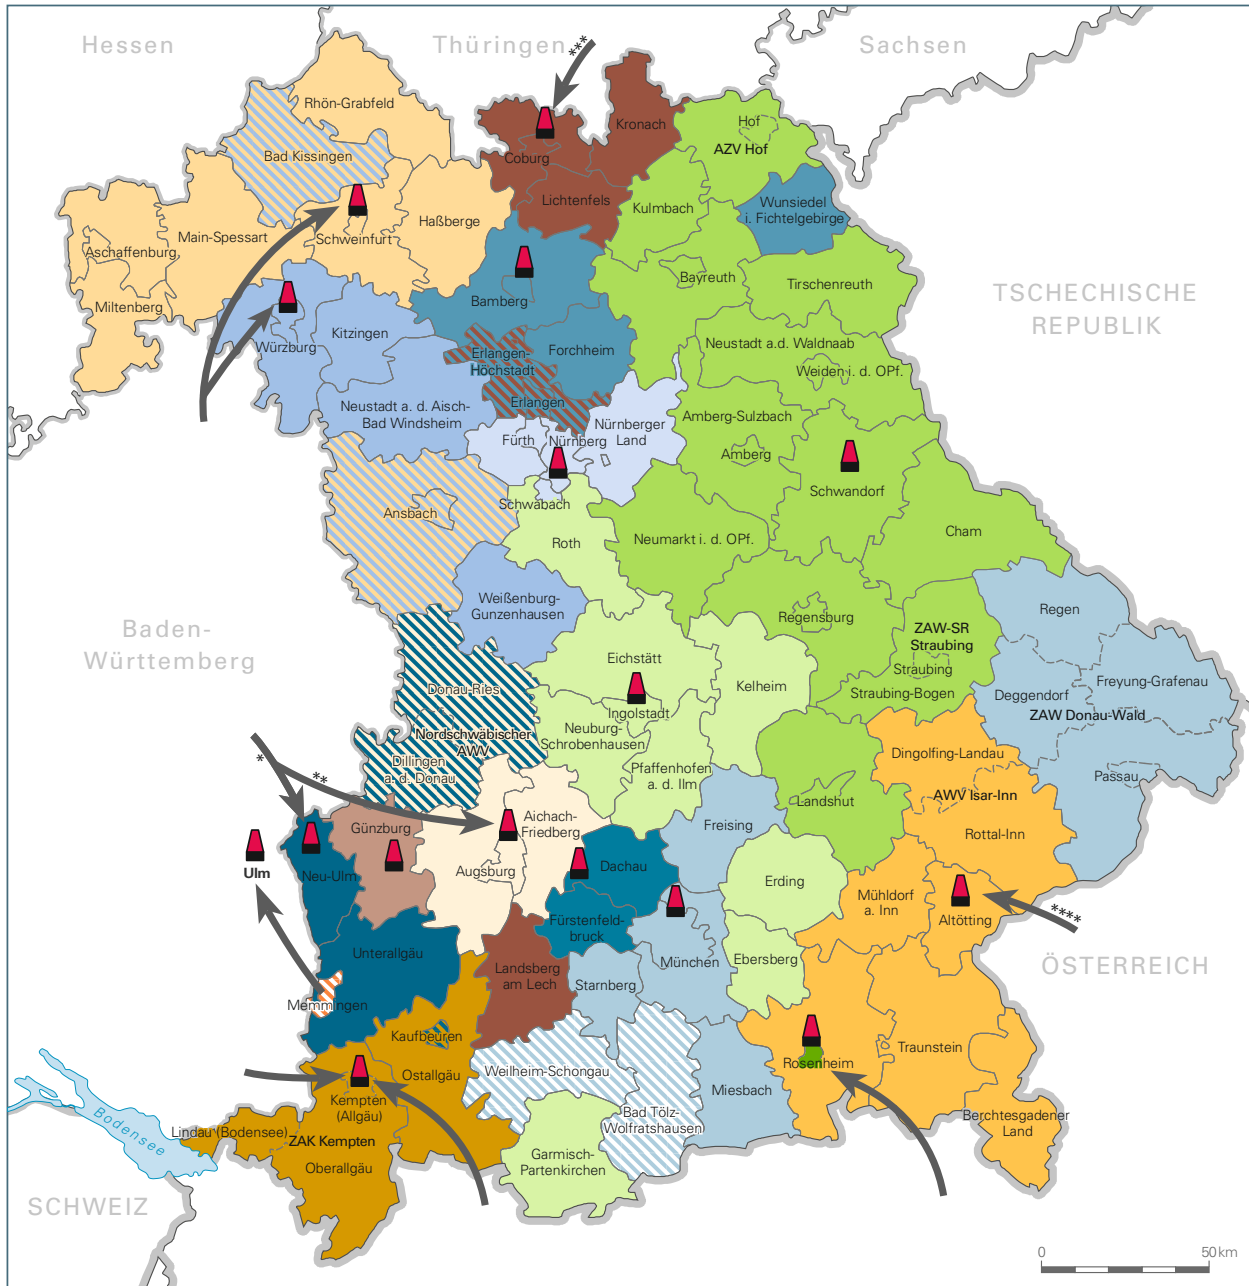 Hessen
Thüringen
***
Sachsen
Rhön-Grabfeld
Kronach
Hof
AZV Hof
Bad Kissingen
Coburg
Lichtenfels
Kulmbach
Wunsiedel
i. Fichtelgebirge
Haßberge
Main-Spessart
Schweinfurt
Aschaffenburg
Bayreuth
Tirschenreuth
TSCHECHISCHE
REPUBLIK
Miltenberg
Bamberg
Kitzingen
Würzburg
Forchheim
Erlangen-
Höchstadt
Neustadt a.d. Waldnaab
Weiden i. d. OPf.
Erlangen
Neustadt a. d. Aisch-
Bad Windsheim
Amberg-Sulzbach
Nürnberger
Land
Fürth
Nürnberg
Amberg
Schwandorf
Schwabach
Ansbach
Roth
Neumarkt i. d. OPf.
Cham
Weißenburg-
Gunzenhausen
Regen
Regensburg
Baden-
Württemberg
ZAW-SR
Straubing
Eichstätt
Straubing
Freyung-Grafenau
Donau-Ries
Kelheim
Straubing-Bogen
Deggendorf
ZAW Donau-Wald
Ingolstadt
Nordschwäbischer
AWV
Neuburg-
Schrobenhausen
Dingolfing-Landau
*
**
Dillingen
a. d. Donau
Pfaffenhofen
a. d. Ilm
Passau
AWV Isar-Inn
Landshut
Günzburg
Aichach-
Friedberg
Freising
Rottal-Inn
Ulm
Neu-Ulm
Augsburg
Dachau
Erding
Mühldorf
a. Inn
Altötting
****
Fürstenfeld-
bruck
Unterallgäu
München
Ebersberg
ÖSTERREICH
Landsberg
am Lech
Starnberg
Memmingen
Kaufbeuren
Traunstein
Rosenheim
Ostallgäu
Weilheim-Schongau
Miesbach
Kempten
(Allgäu)
Bad Tölz-
Wolfratshausen
Berchtesgadener
Land
Bodensee
Lindau (Bodensee)
ZAK Kempten
Oberallgäu
Garmisch-
Partenkirchen
SCHWEIZ
0
50 km